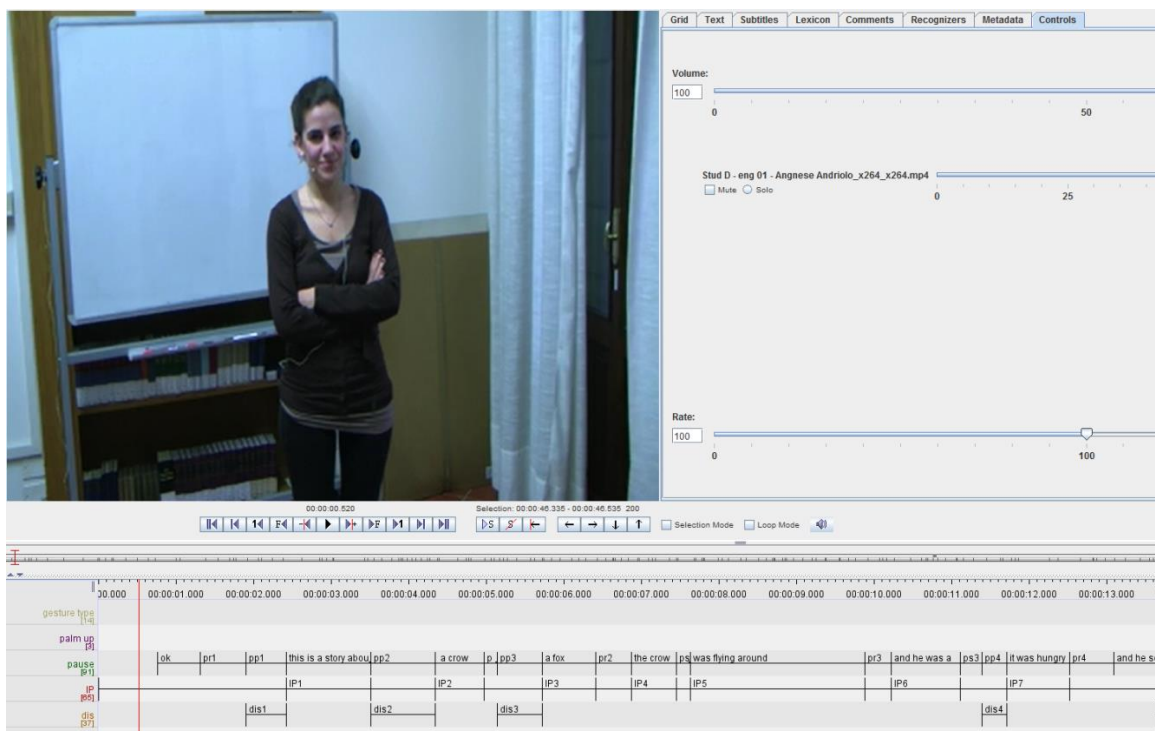 Grid Text Subtitles Lexicon Comments Recognizers Metadata Controls
Volume:
100
0 50
Stud D - eng 01 - Angnese Andriolo_x264_x264.mp4
Mute Solo
0 25
Rate:
100
0 100
00:00:00.520 Selection: 00:00:46.335 - 00:00:46.535 200
Selection Mode Loop Mode
00.000 00:00:01.000 00:00:02.000 00:00:03.000 00:00:04.000 00:00:05.000 00:00:06.000 00:00:07.000 00:00:08.000 00:00:09.000 00:00:10.000 00:00:11.000 00:00:12.000 00:00:13.000
gesture type
[14]
palm up
[3]
ok pr1 pp1 this is a story abou pp2 a crow p pp3 a fox pr2 the crow ps was flying around pr3 and he was a ps3 pp4 it was hungry pr4 and he s
pause
[91]
IP1 IP2 IP3 IP4 IP5 IP6 IP7
IP
[65]
dis1 dis2 dis3 dis4
dis
[37]